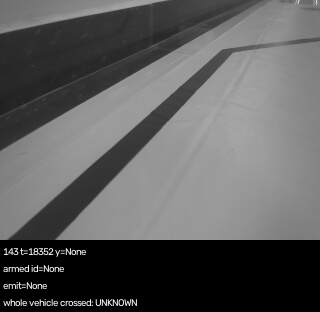 143 t=18352 y=None
armed id=None
emit=None
whole vehicle crossed: UNKNOWN